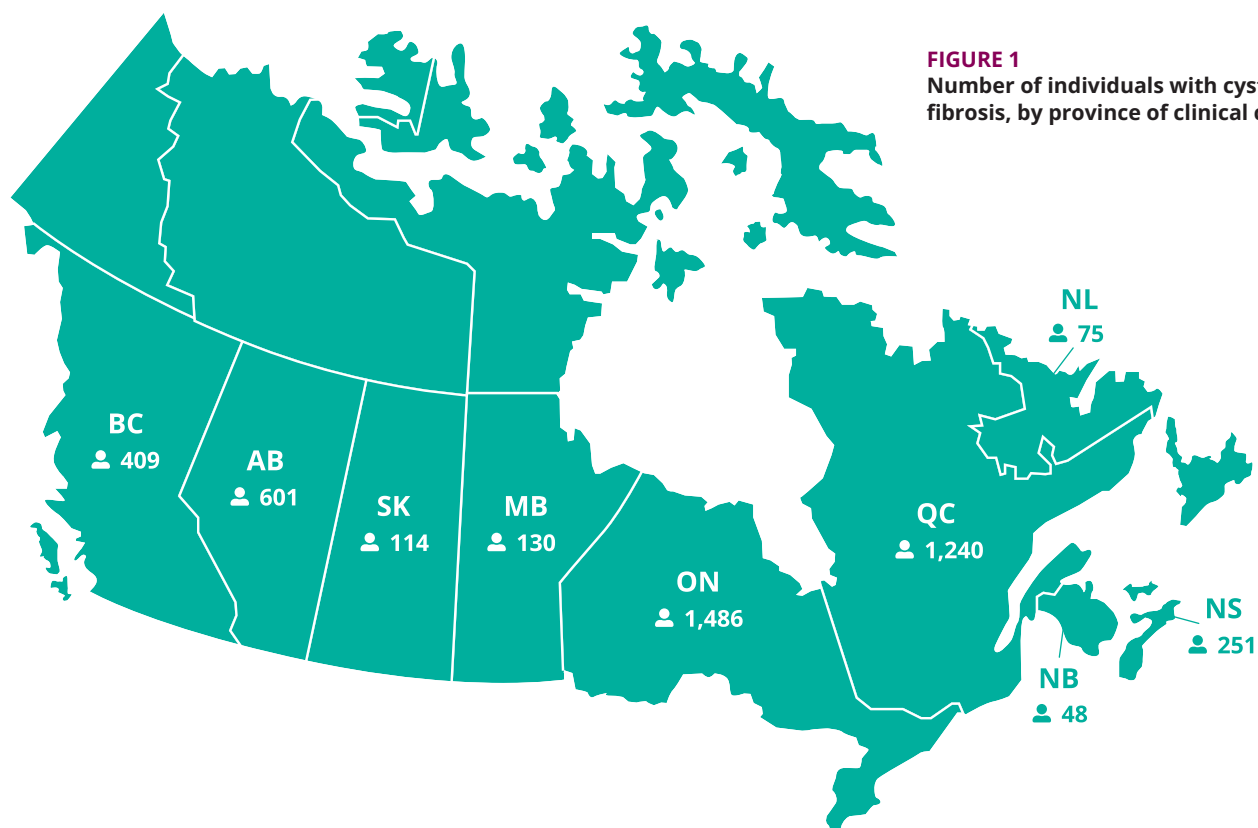 FIGURE 1
Number of individuals with
fibrosis, by province of clinical
NL
75
BC
409
AB
601
SK
114
MB
130
QC
1,240
ON
1,486
NS
251
NB
48